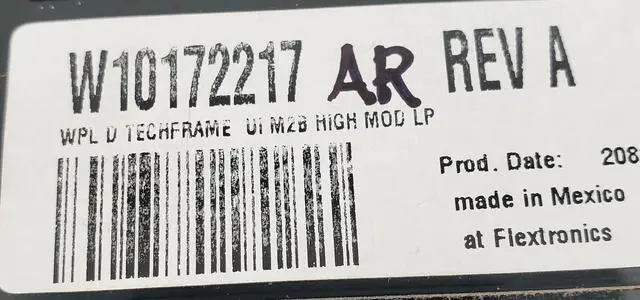 W10172217 AR REV A
WPL D TECHFRAME UI M2B HIGH MOD LP
Prod. Date: 208
made in Mexico
at Flextronics